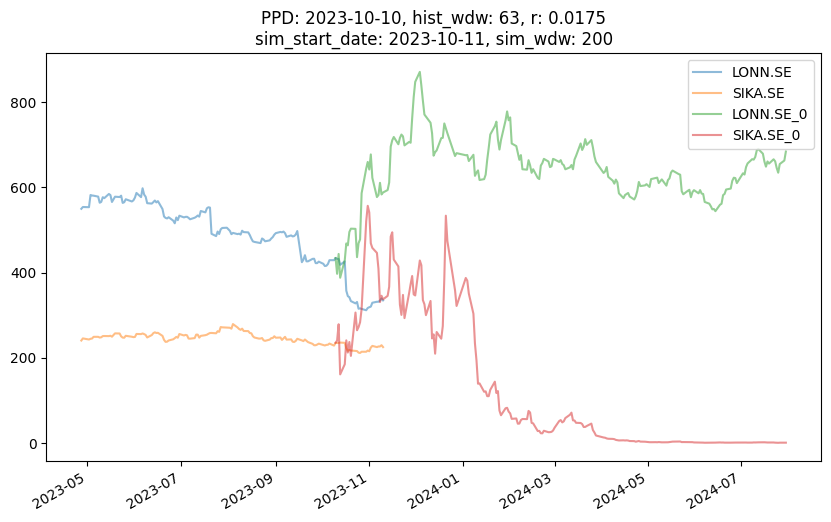 PPD: 2023-10-10, hist_wdw: 63, r: 0.0175
sim_start_date: 2023-10-11, sim_wdw: 200
LONN.SE
SIKA.SE
LONN.SE_0
SIKA.SE_0
800
600
400
200
0
2023-05
2023-07
2023-09
2023-11
2024-01
2024-03
2024-05
2024-07